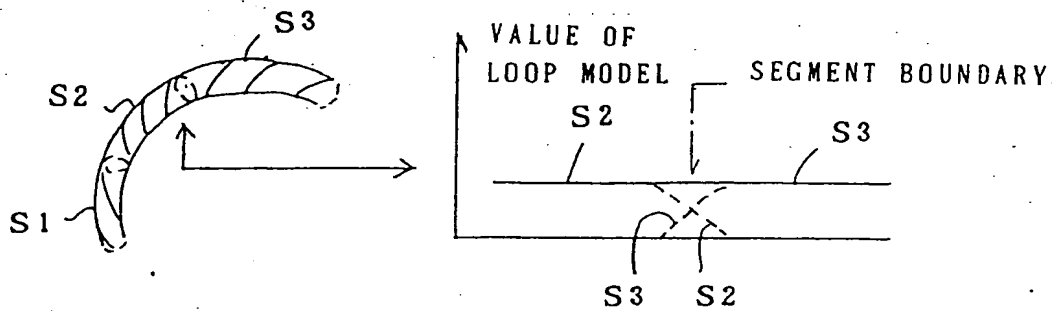 S3
S2
S1
VALUE OF
LOOP MODEL
SEGMENT BOUNDARY
S2
S3
S3
S2